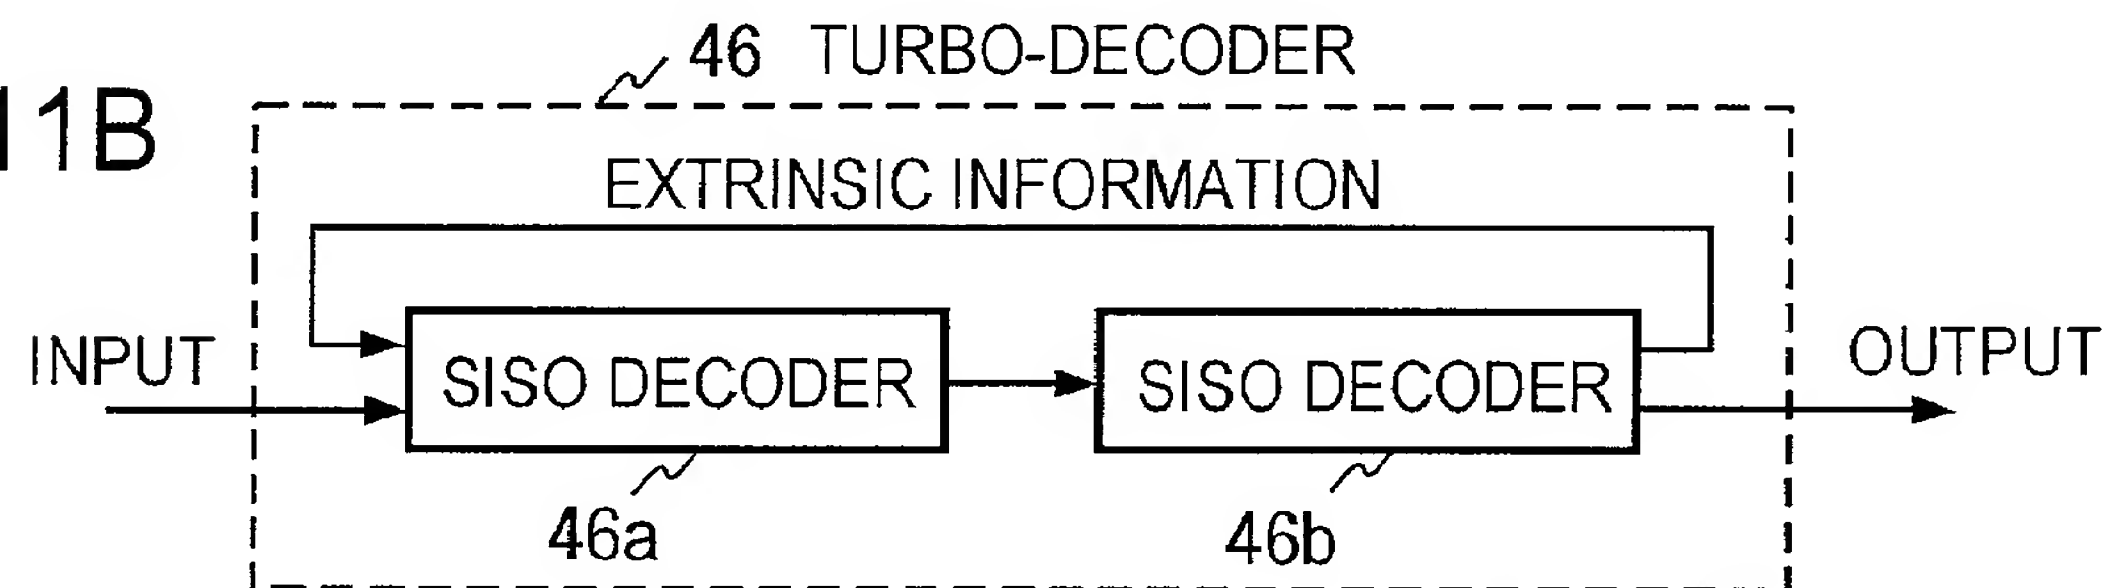 11B
46 TURBO-DECODER
EXTRINSIC INFORMATION
INPUT
SISO DECODER
SISO DECODER
OUTPUT
46a
46b